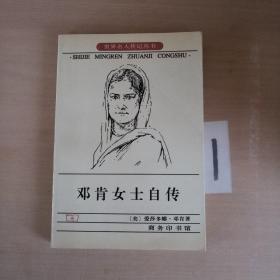 世界名人传记丛书
·SHIJIE MINGREN ZHUANJI CONGSHU·
邓肯女士自传
〔美〕爱莎多娜·邓肯著
商务印书馆
1